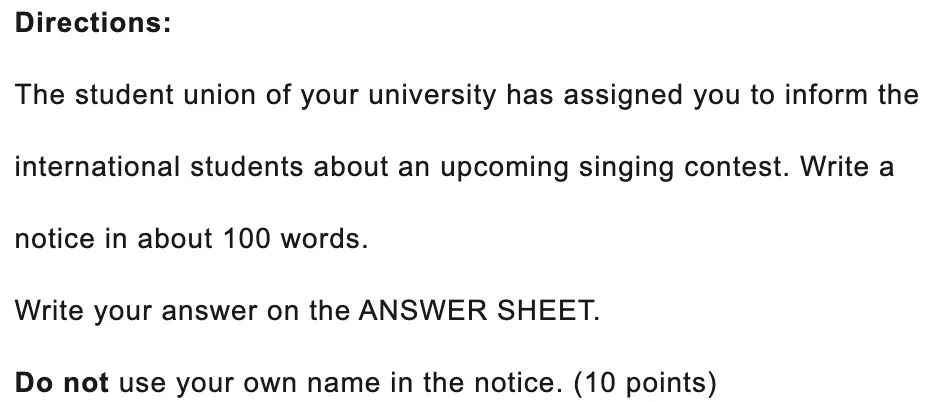 Directions:
The student union of your university has assigned you to inform the
international students about an upcoming singing contest. Write a
notice in about 100 words.
Write your answer on the ANSWER SHEET.
Do not use your own name in the notice. (10 points)